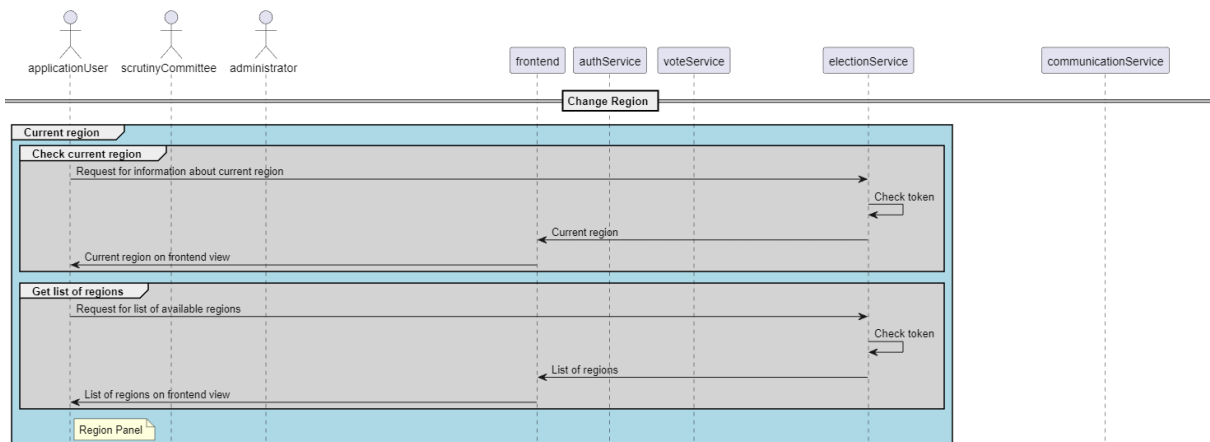 applicationUser scrutinyCommittee administrator frontend authService voteService electionService communicationService
Change Region
Current region
Check current region
Request for information about current region
Check token
Current region
Current region on frontend view
Get list of regions
Request for list of available regions
Check token
List of regions
List of regions on frontend view
Region Panel